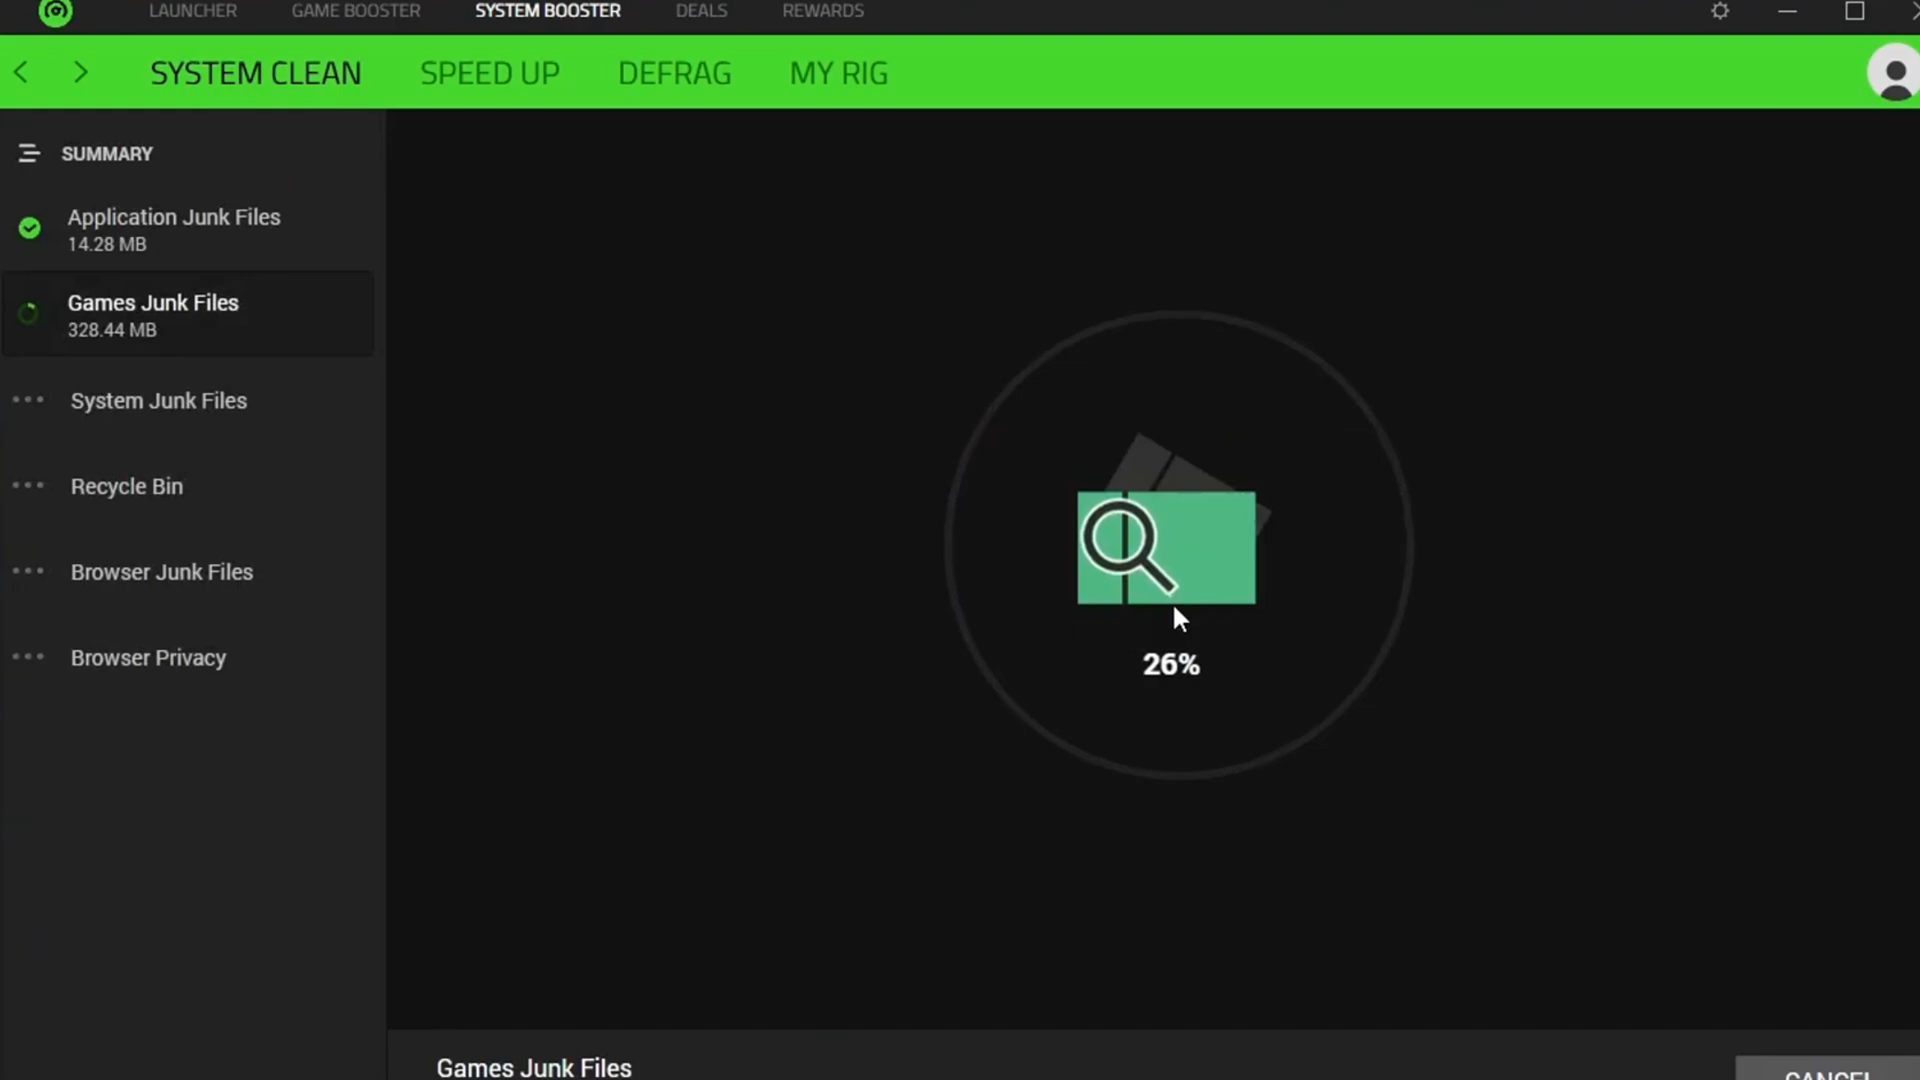 LAUNCHER GAME BOOSTER SYSTEM BOOSTER DEALS REWARDS
SYSTEM CLEAN SPEED UP DEFRAG MY RIG
SUMMARY
Application Junk Files
14.28 MB
Games Junk Files
328.44 MB
System Junk Files
Recycle Bin
Browser Junk Files
Browser Privacy
26%
Games Junk Files
CANCEL